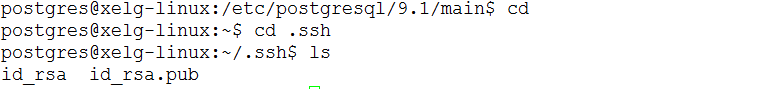 postgres@xelg-linux:/etc/postgresql/9.1/main$ cd
postgres@xelg-linux:~$ cd .ssh
postgres@xelg-linux:~/.ssh$ ls
id_rsa  id_rsa.pub